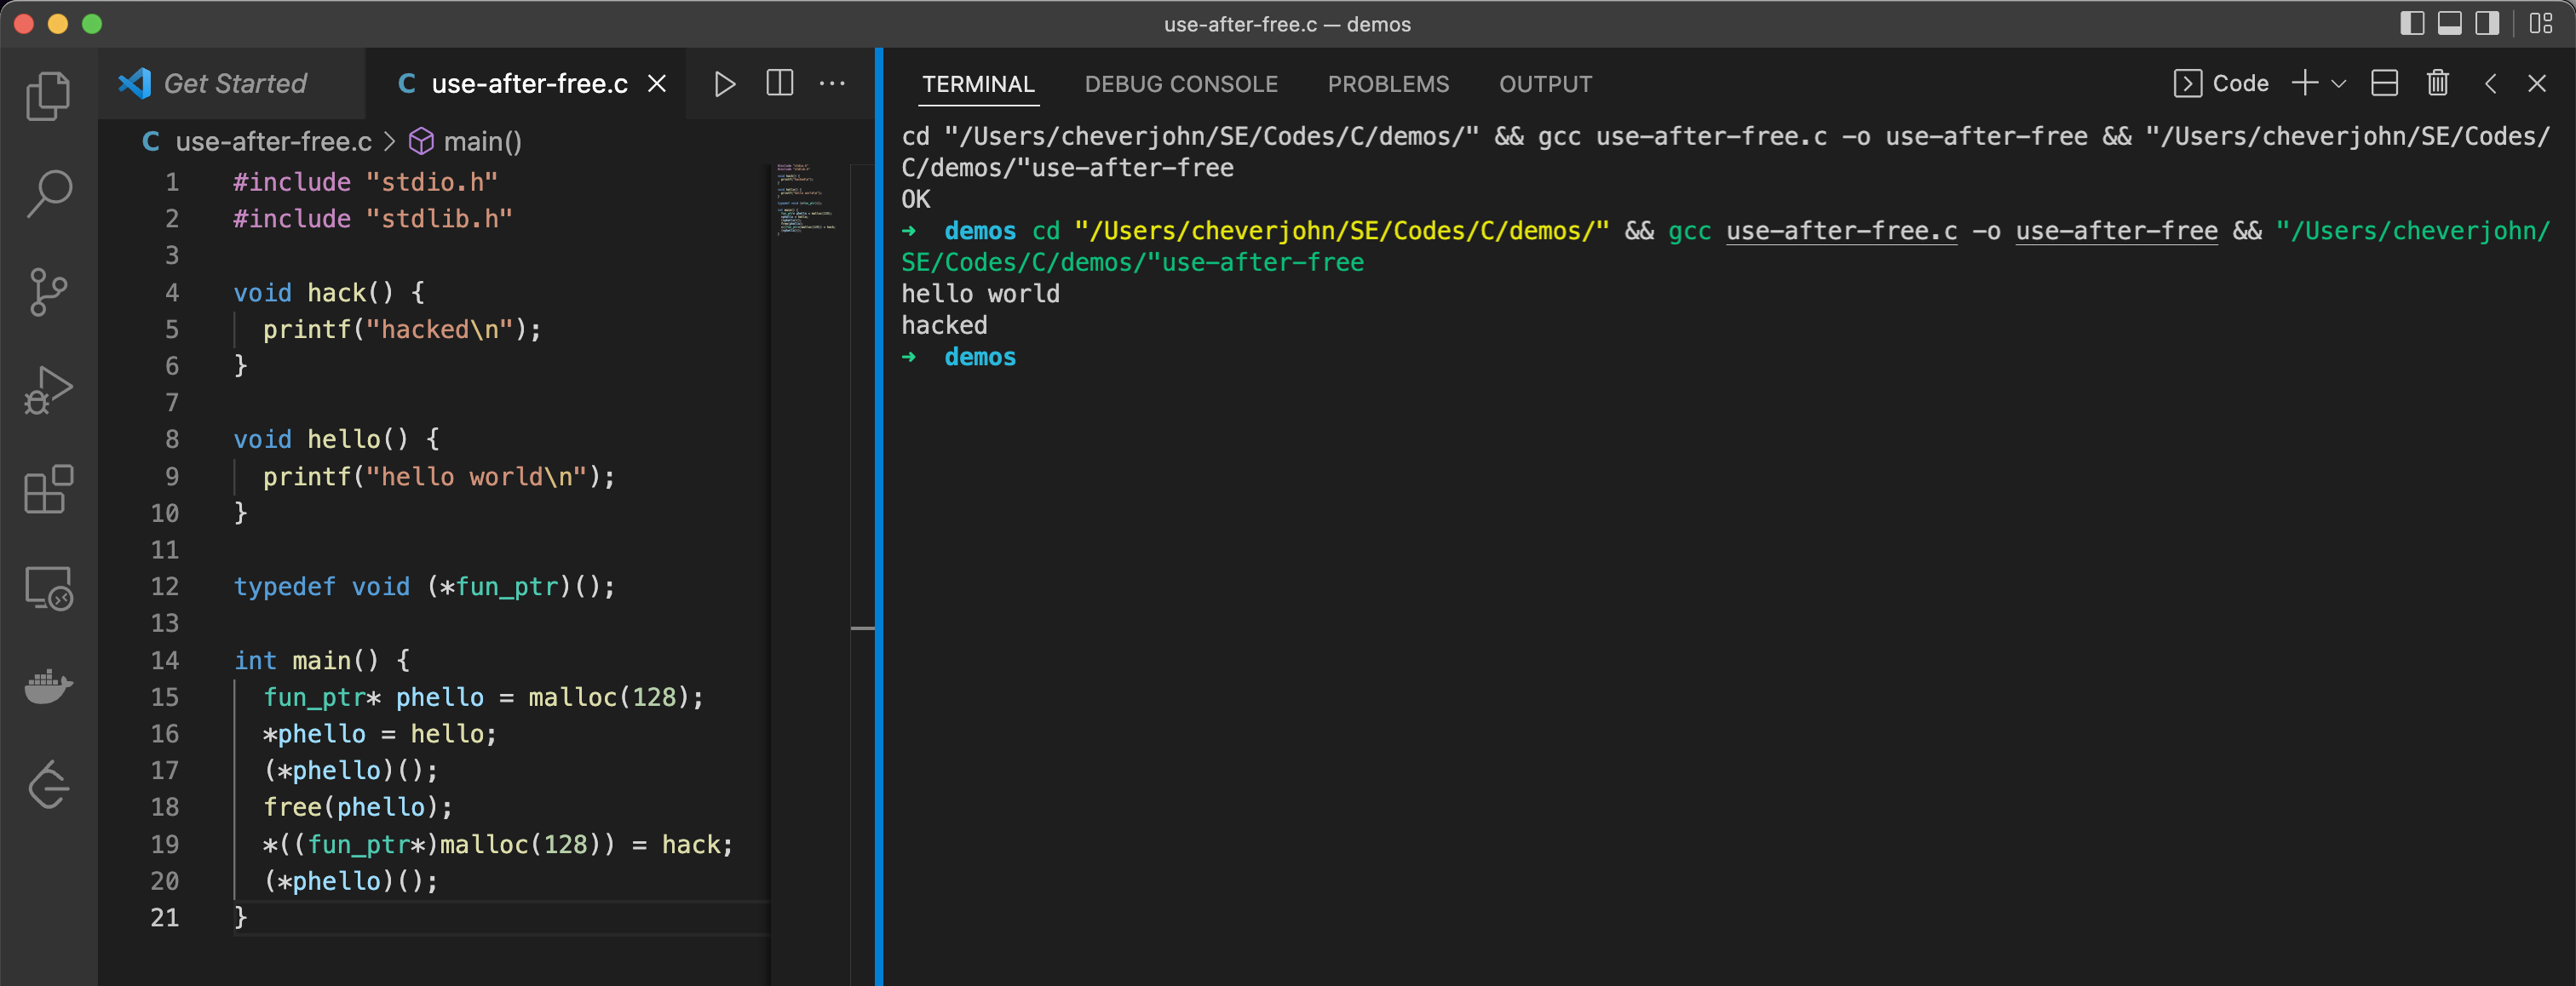 use-after-free.c — demos
Get Started
C use-after-free.c
C use-after-free.c > main()
1 #include "stdio.h"
2 #include "stdlib.h"
3
4 void hack() {
5 printf("hacked\n");
6 }
7
8 void hello() {
9 printf("hello world\n");
10 }
11
12 typedef void (*fun_ptr)();
13
14 int main() {
15 fun_ptr* phello = malloc(128);
16 *phello = hello;
17 (*phello)();
18 free(phello);
19 *((fun_ptr*)malloc(128)) = hack;
20 (*phello)();
21 }
TERMINAL DEBUG CONSOLE PROBLEMS OUTPUT
Code
cd "/Users/cheverjohn/SE/Codes/C/demos/" && gcc use-after-free.c -o use-after-free && "/Users/cheverjohn/SE/Codes/
C/demos/"use-after-free
OK
➜ demos cd "/Users/cheverjohn/SE/Codes/C/demos/" && gcc use-after-free.c -o use-after-free && "/Users/cheverjohn/
SE/Codes/C/demos/"use-after-free
hello world
hacked
➜ demos